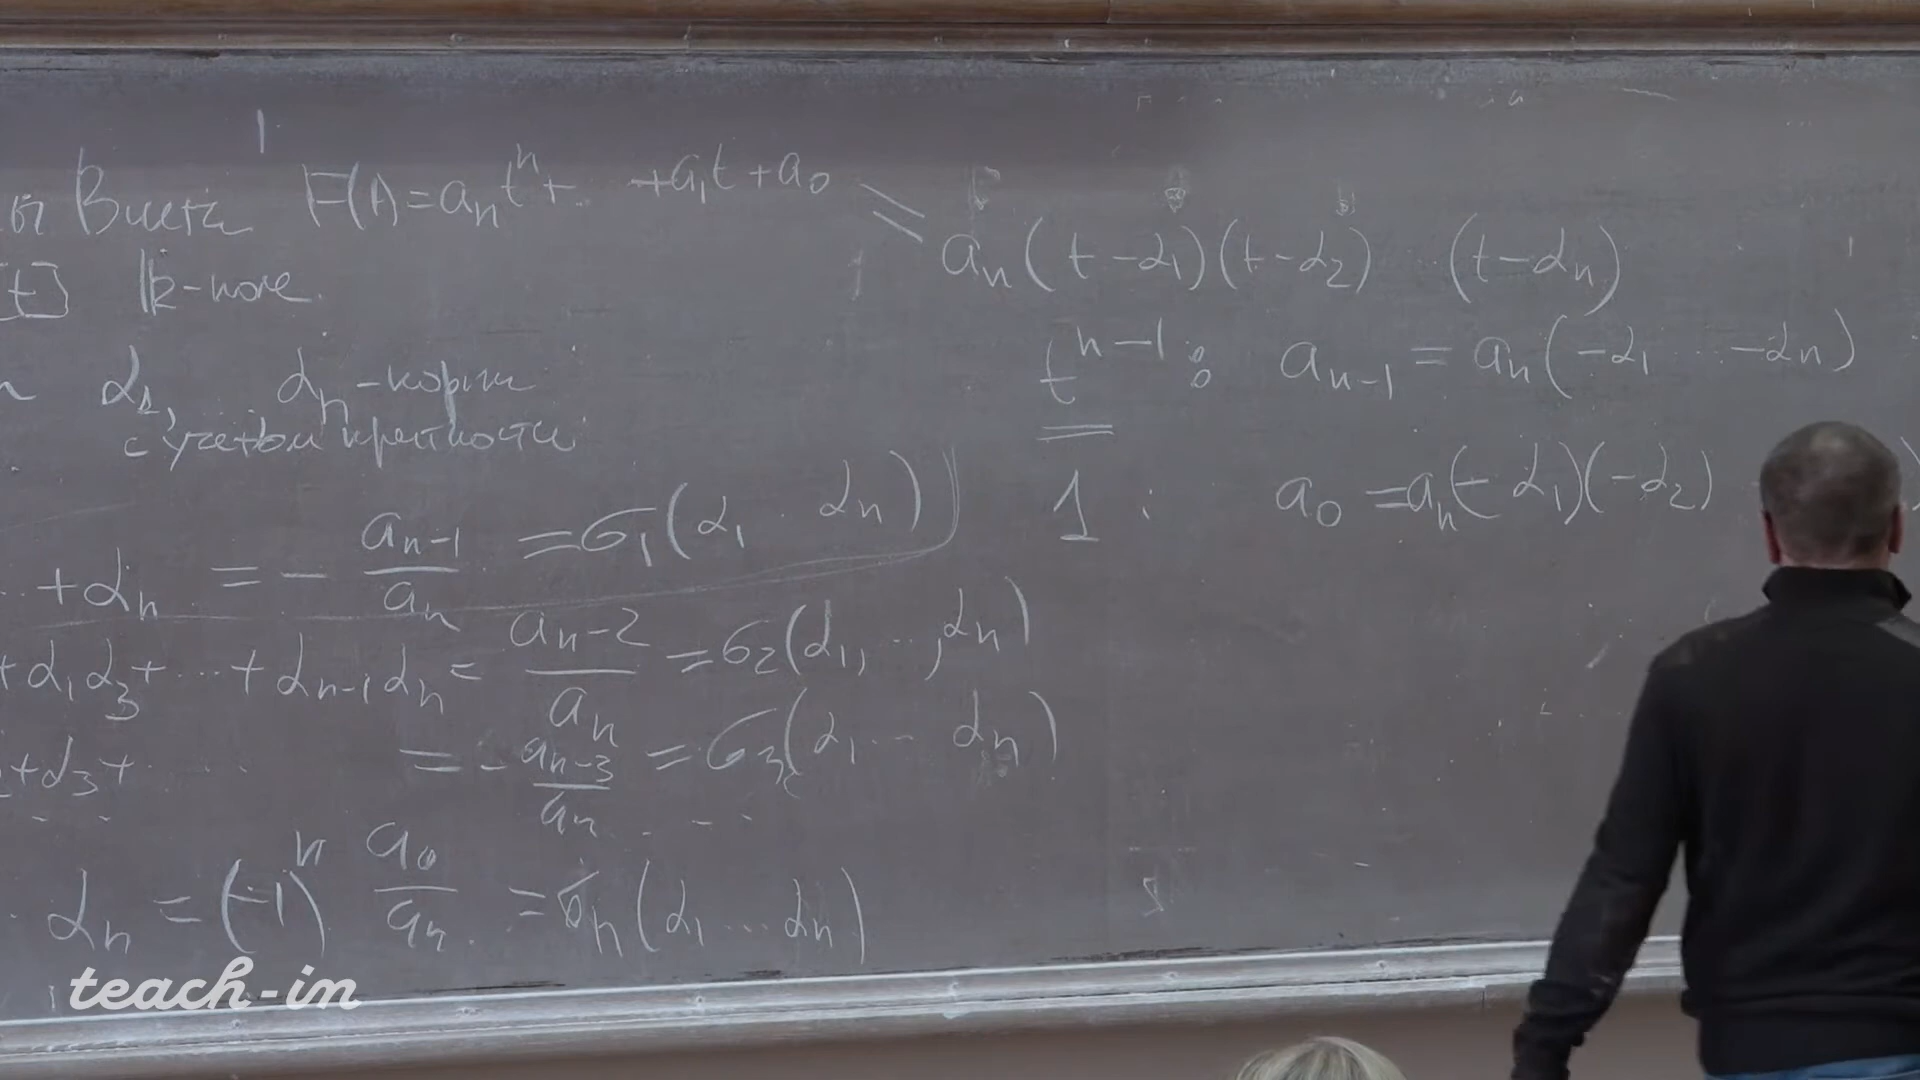 ы Виета F(t) = aₙtⁿ + +a₁t + a₀ = aₙ(t-α₁)(t-α₂) (t-αₙ)
[t] 𝕜-поле
α₁, αₙ-корни
с учетом кратности
tⁿ⁻¹: aₙ₋₁ = aₙ(-α₁ ... -αₙ)
1 : a₀ = aₙ(-α₁)(-α₂)
... +αₙ = - aₙ₋₁/aₙ = σ₁(α₁ . αₙ)
+α₁α₃+ ... +αₙ₋₁αₙ = aₙ₋₂/aₙ = σ₂(α₁, .., αₙ)
₂+α₃+ ... = - aₙ₋₃/aₙ = σ₃(α₁ .. αₙ)
. αₙ = (-1)ⁿ a₀/aₙ = σₙ(α₁ ... αₙ)
teach-in